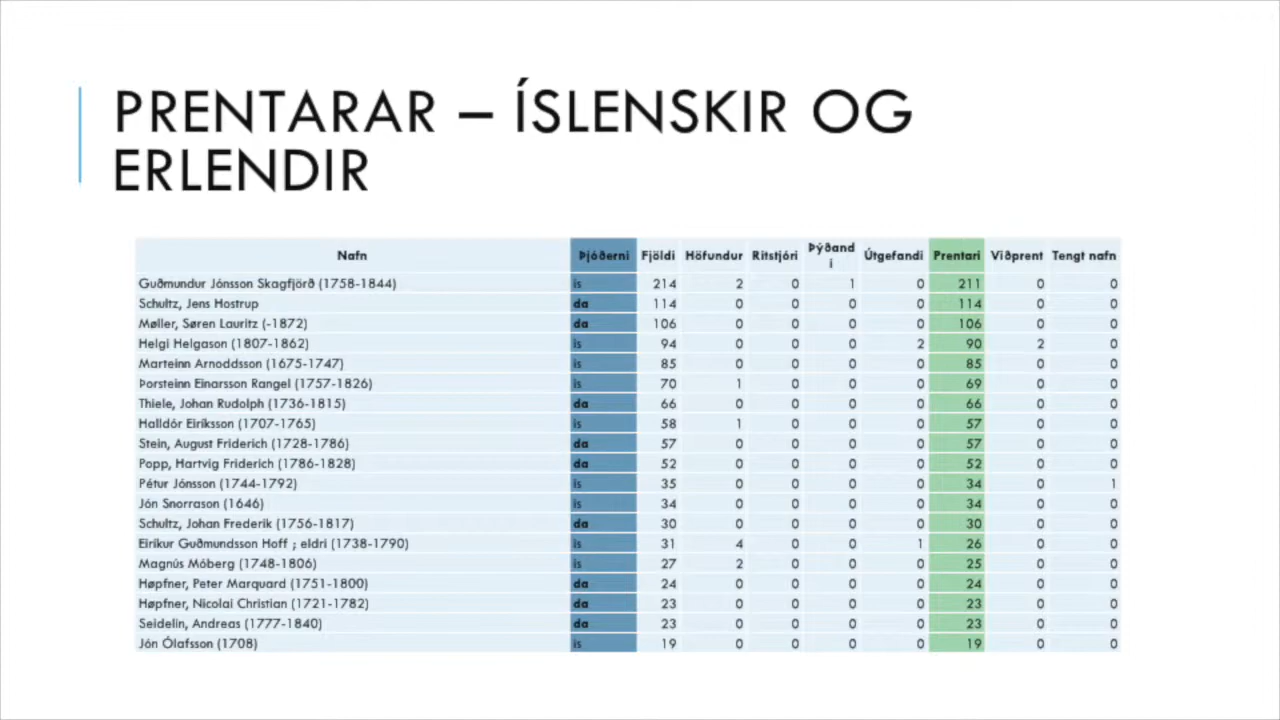 PRENTARAR – ÍSLENSKIR OG
ERLENDIR
Nafn Þjóðerni Fjöldi Höfundur Ritstjóri Þýðand Útgefandi Prentari Viðprent Tengt nafn
i
Guðmundur Jónsson Skagfjörð (1758-1844) is 214 2 0 1 0 211 0 0
Schultz, Jens Hostrup da 114 0 0 0 0 114 0 0
Møller, Søren Lauritz (-1872) da 106 0 0 0 0 106 0 0
Helgi Helgason (1807-1862) is 94 0 0 0 2 90 2 0
Marteinn Arnoddsson (1675-1747) is 85 0 0 0 0 85 0 0
Þorsteinn Einarsson Rangel (1757-1826) is 70 1 0 0 0 69 0 0
Thiele, Johan Rudolph (1736-1815) da 66 0 0 0 0 66 0 0
Halldór Eiríksson (1707-1765) is 58 1 0 0 0 57 0 0
Stein, August Friderich (1728-1786) da 57 0 0 0 0 57 0 0
Popp, Hartvig Friderich (1786-1828) da 52 0 0 0 0 52 0 0
Pétur Jónsson (1744-1792) is 35 0 0 0 0 34 0 1
Jón Snorrason (1646) is 34 0 0 0 0 34 0 0
Schultz, Johan Frederik (1756-1817) da 30 0 0 0 0 30 0 0
Eiríkur Guðmundsson Hoff ; eldri (1738-1790) is 31 4 0 0 1 26 0 0
Magnús Móberg (1748-1806) is 27 2 0 0 0 25 0 0
Høpfner, Peter Marquard (1751-1800) da 24 0 0 0 0 24 0 0
Høpfner, Nicolai Christian (1721-1782) da 23 0 0 0 0 23 0 0
Seidelin, Andreas (1777-1840) da 23 0 0 0 0 23 0 0
Jón Ólafsson (1708) is 19 0 0 0 0 19 0 0